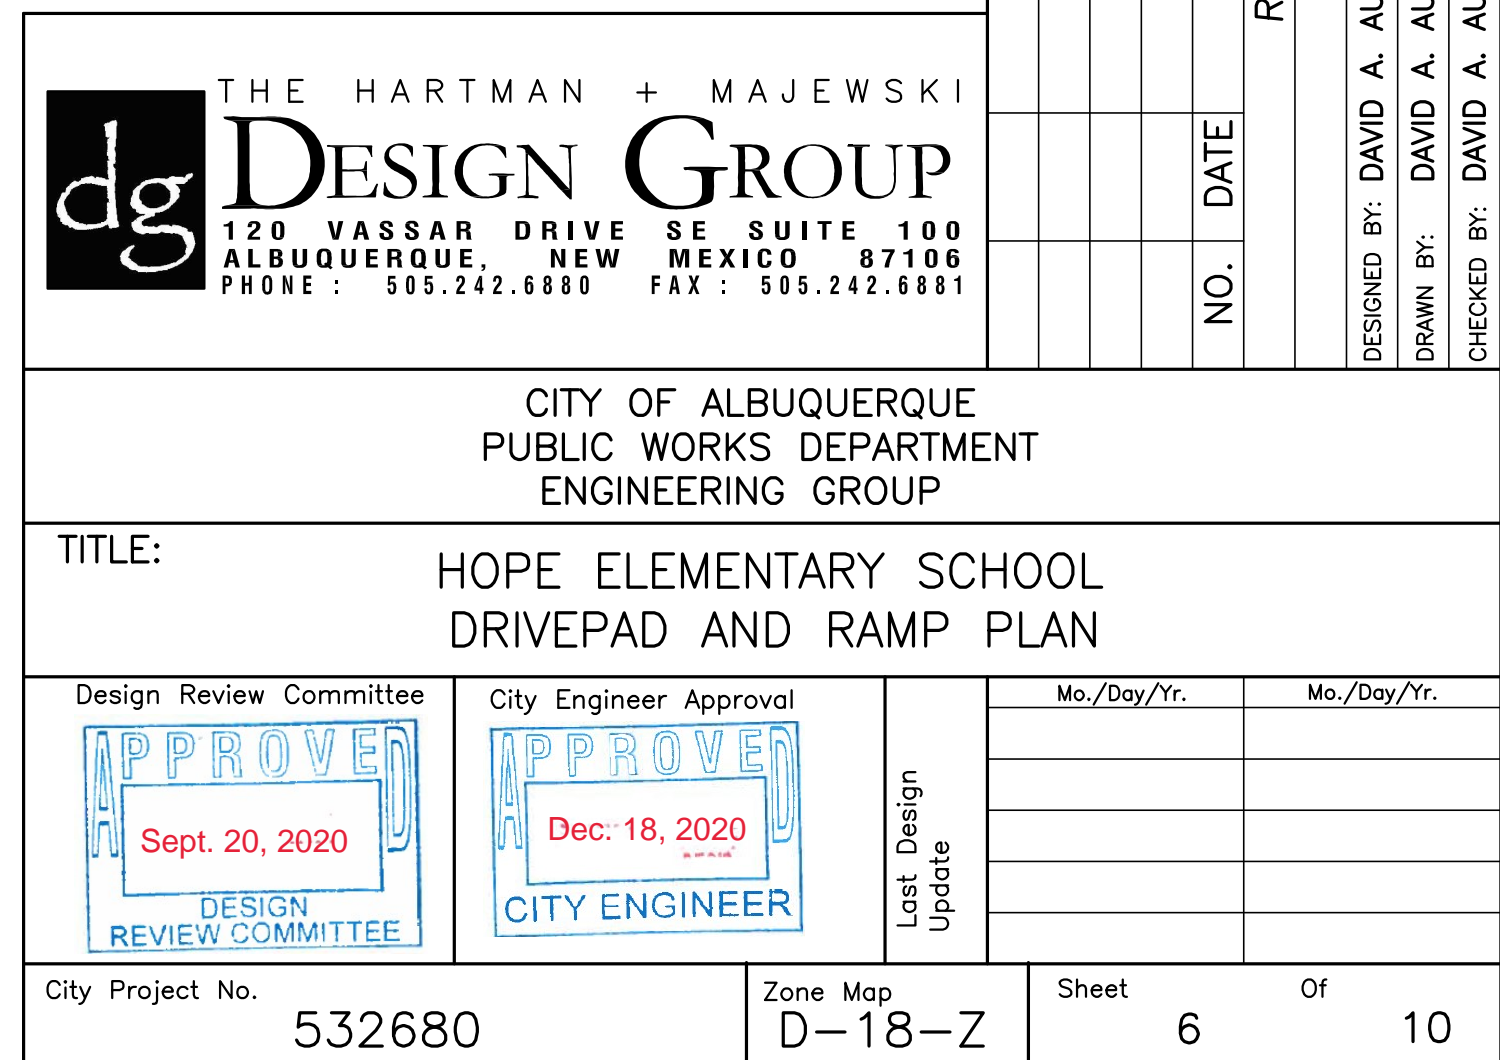 dg
THE HARTMAN + MAJEWSKI
DESIGN GROUP
120 VASSAR DRIVE SE SUITE 100
ALBUQUERQUE, NEW MEXICO 87106
PHONE : 505.242.6880 FAX : 505.242.6881
NO. DATE
R
DESIGNED BY: DAVID A. AU
DRAWN BY: DAVID A. AU
CHECKED BY: DAVID A. AU
CITY OF ALBUQUERQUE
PUBLIC WORKS DEPARTMENT
ENGINEERING GROUP
TITLE:
HOPE ELEMENTARY SCHOOL
DRIVEPAD AND RAMP PLAN
Design Review Committee
APPROVED
Sept. 20, 2020
DESIGN
REVIEW COMMITTEE
City Engineer Approval
APPROVED
Dec. 18, 2020
CITY ENGINEER
Last Design
Update
Mo./Day/Yr. Mo./Day/Yr.
City Project No.
532680
Zone Map
D-18-Z
Sheet Of
6 10